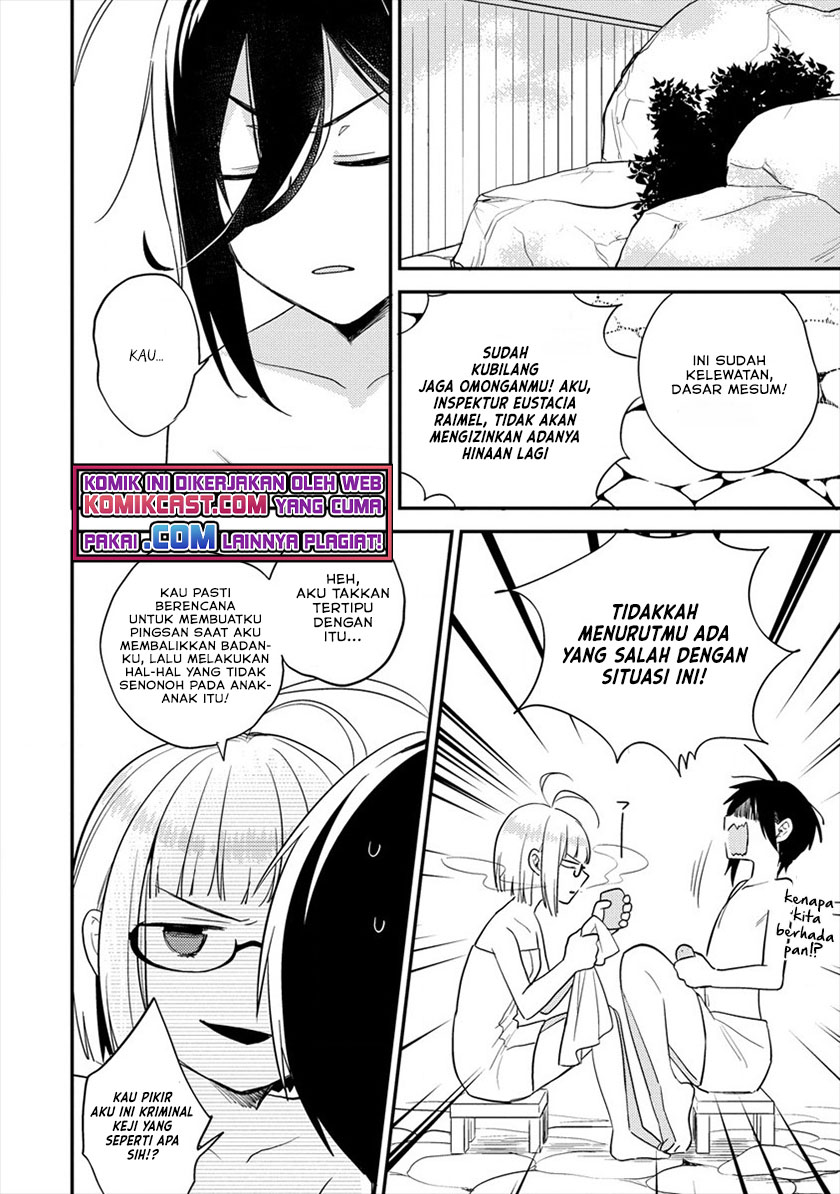 INI SUDAH
KELEWATAN,
DASAR MESUM!
SUDAH
KUBILANG
JAGA OMONGANMU! AKU,
INSPEKTUR EUSTACIA
RAIMEL, TIDAK AKAN
MENGIZINKAN ADANYA
HINAAN LAGI
KAU...
KOMIK INI DIKERJAKAN OLEH WEB
KOMIKCAST.COM YANG CUMA
PAKAI .COM LAINNYA PLAGIAT!
TIDAKKAH
MENURUTMU ADA
YANG SALAH DENGAN
SITUASI INI!
?
kenapa
kita
berhada
pan!?
HEH,
AKU TAKKAN
TERTIPU
DENGAN
ITU...
KAU PASTI
BERENCANA
UNTUK MEMBUATKU
PINGSAN SAAT AKU
MEMBALIKKAN BADAN-
KU, LALU MELAKUKAN
HAL-HAL YANG TIDAK
SENONOH PADA ANAK-
ANAK ITU!
KAU PIKIR
AKU INI KRIMINAL
KEJI YANG
SEPERTI APA
SIH!?